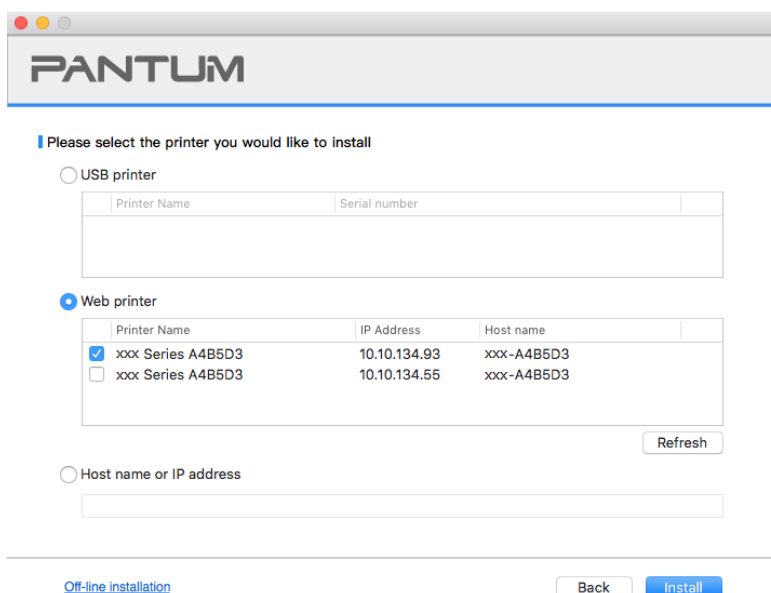 PANTUM
Please select the printer you would like to install
USB printer
Printer Name Serial number
Web printer
Printer Name IP Address Host name
xxx Series A4B5D3 10.10.134.93 xxx-A4B5D3
xxx Series A4B5D3 10.10.134.55 xxx-A4B5D3
Refresh
Host name or IP address
Off-line installation Back Install